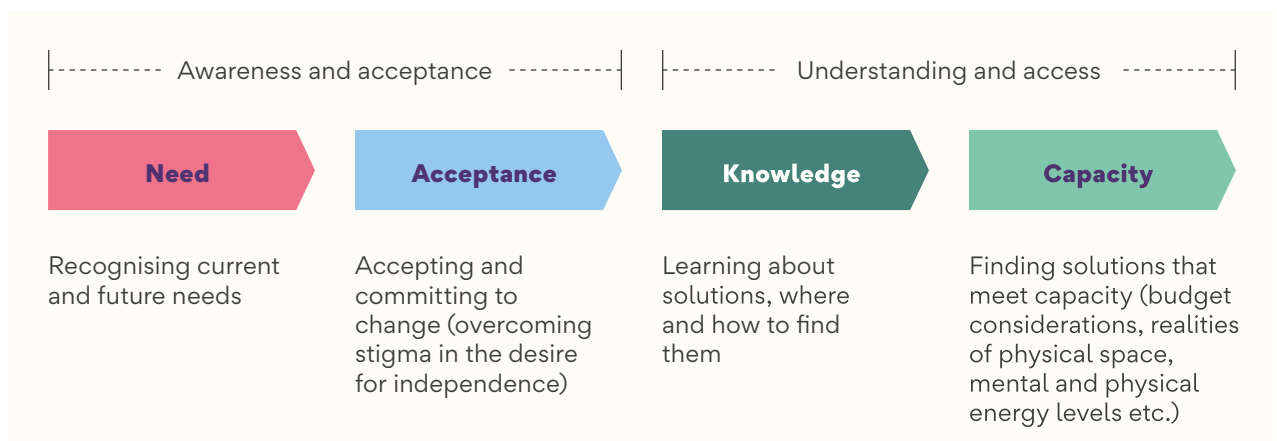 Awareness and acceptance
Understanding and access
Need
Acceptance
Knowledge
Capacity
Recognising current
and future needs
Accepting and
committing to
change (overcoming
stigma in the desire
for independence)
Learning about
solutions, where
and how to find
them
Finding solutions that
meet capacity (budget
considerations, realities
of physical space,
mental and physical
energy levels etc.)